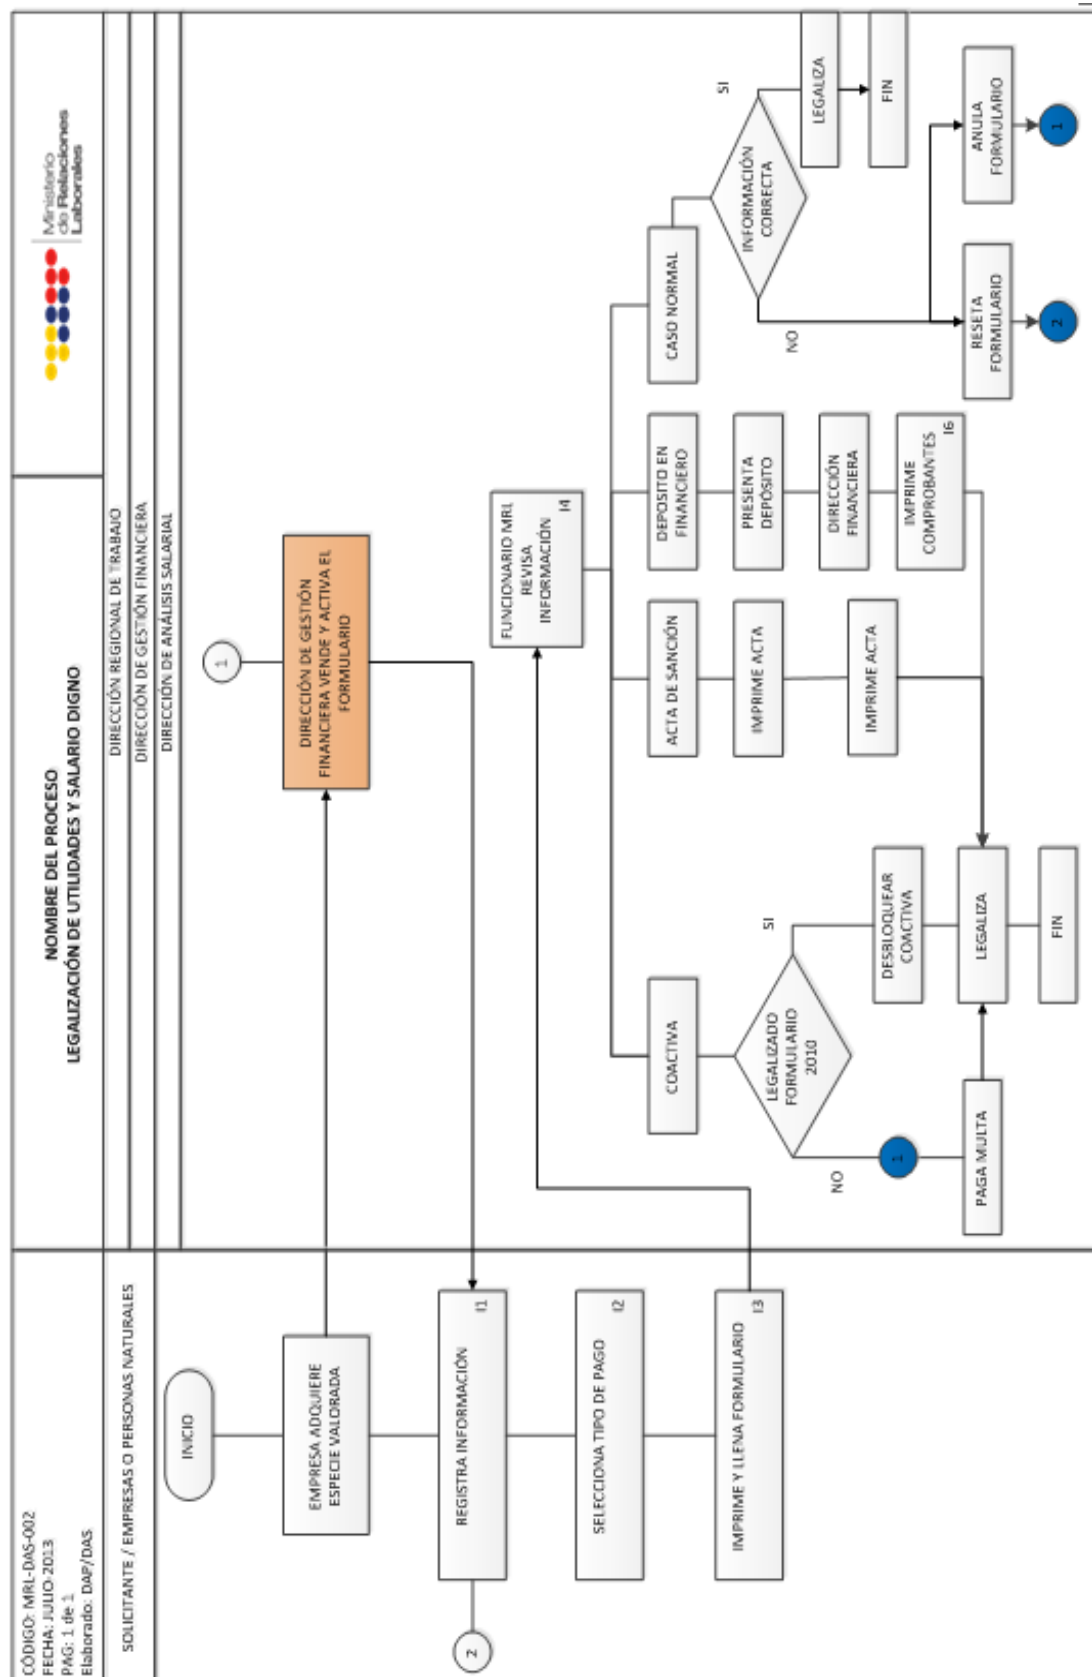 CÓDIGO: MRL-DAS-002
FECHA: JULIO-2013
PÁG: 1 de 1
Elaborado: DAP/DAS
NOMBRE DEL PROCESO
LEGALIZACIÓN DE UTILIDADES Y SALARIO DIGNO
Ministerio
de Relaciones
Laborales
SOLICITANTE / EMPRESAS O PERSONAS NATURALES
DIRECCIÓN REGIONAL DE TRABAJO
DIRECCIÓN DE GESTIÓN FINANCIERA
DIRECCIÓN DE ANÁLISIS SALARIAL
INICIO
1
EMPRESA ADQUIERE
ESPECIE VALORADA
DIRECCIÓN DE GESTIÓN
FINANCIERA VENDE Y ACTIVA EL
FORMULARIO
2
REGISTRA INFORMACIÓN
I1
SELECCIONA TIPO DE PAGO
I2
IMPRIME Y LLENA FORMULARIO
I3
FUNCIONARIO MRL
REVISA
INFORMACIÓN
I4
COACTIVA
LEGALIZADO
FORMULARIO
2010
SI
NO
DESBLOQUEAR
COACTIVA
1
PAGA MULTA
LEGALIZA
FIN
ACTA DE SANCIÓN
IMPRIME ACTA
IMPRIME ACTA
DEPOSITO EN
FINANCIERO
PRESENTA
DEPÓSITO
DIRECCIÓN
FINANCIERA
IMPRIME
COMPROBANTES
I6
CASO NORMAL
INFORMACIÓN
CORRECTA
SI
NO
LEGALIZA
FIN
RESETA
FORMULARIO
2
ANULA
FORMULARIO
1